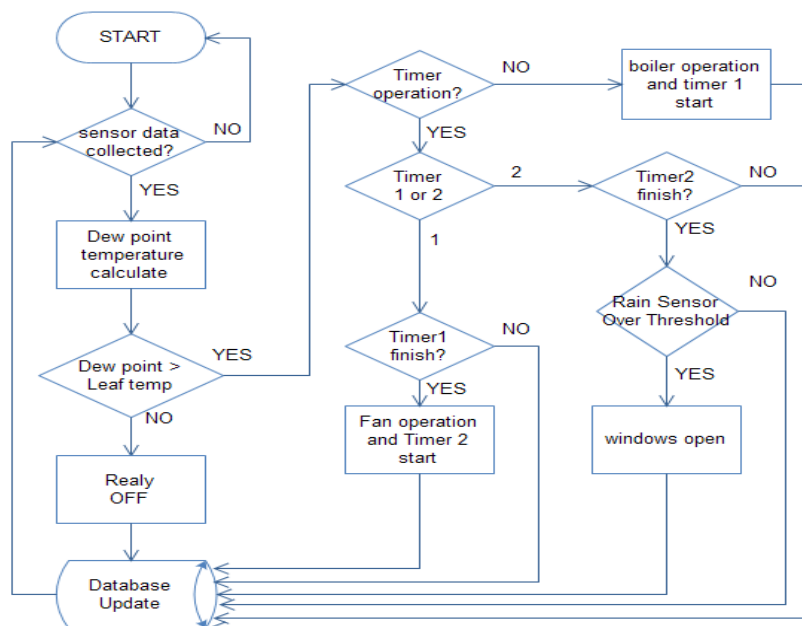 START
sensor data
collected?
NO
YES
Dew point
temperature
calculate
Dew point >
Leaf temp
YES
NO
Realy
OFF
Database
Update
Timer
operation?
NO
YES
boiler operation
and timer 1
start
Timer
1 or 2
2
1
Timer2
finish?
NO
YES
Timer1
finish?
NO
YES
Fan operation
and Timer 2
start
Rain Sensor
Over Threshold
NO
YES
windows open